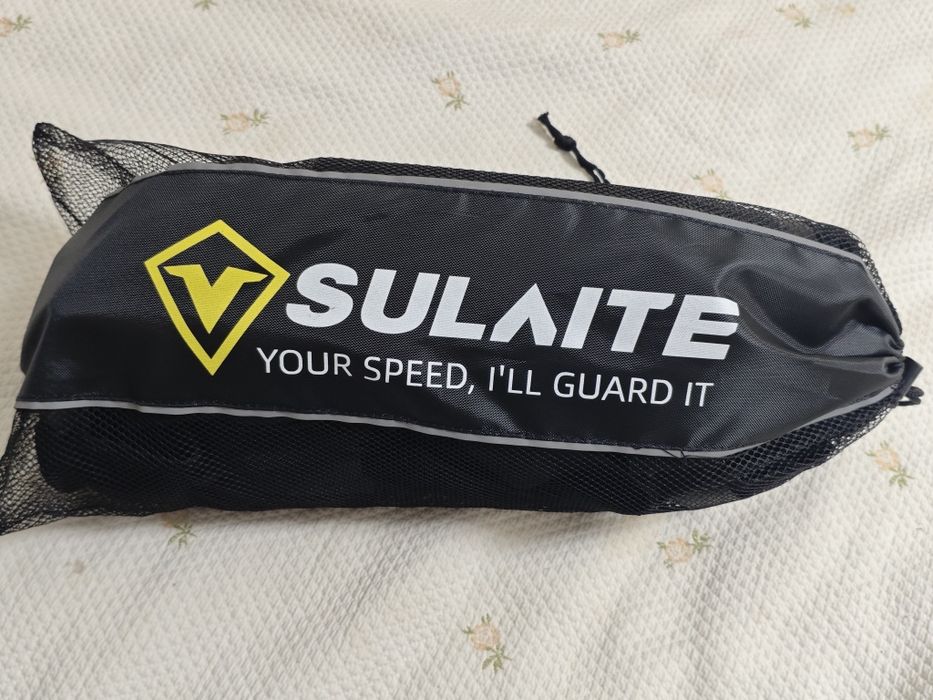 SULAITE
YOUR SPEED, I'LL GUARD IT